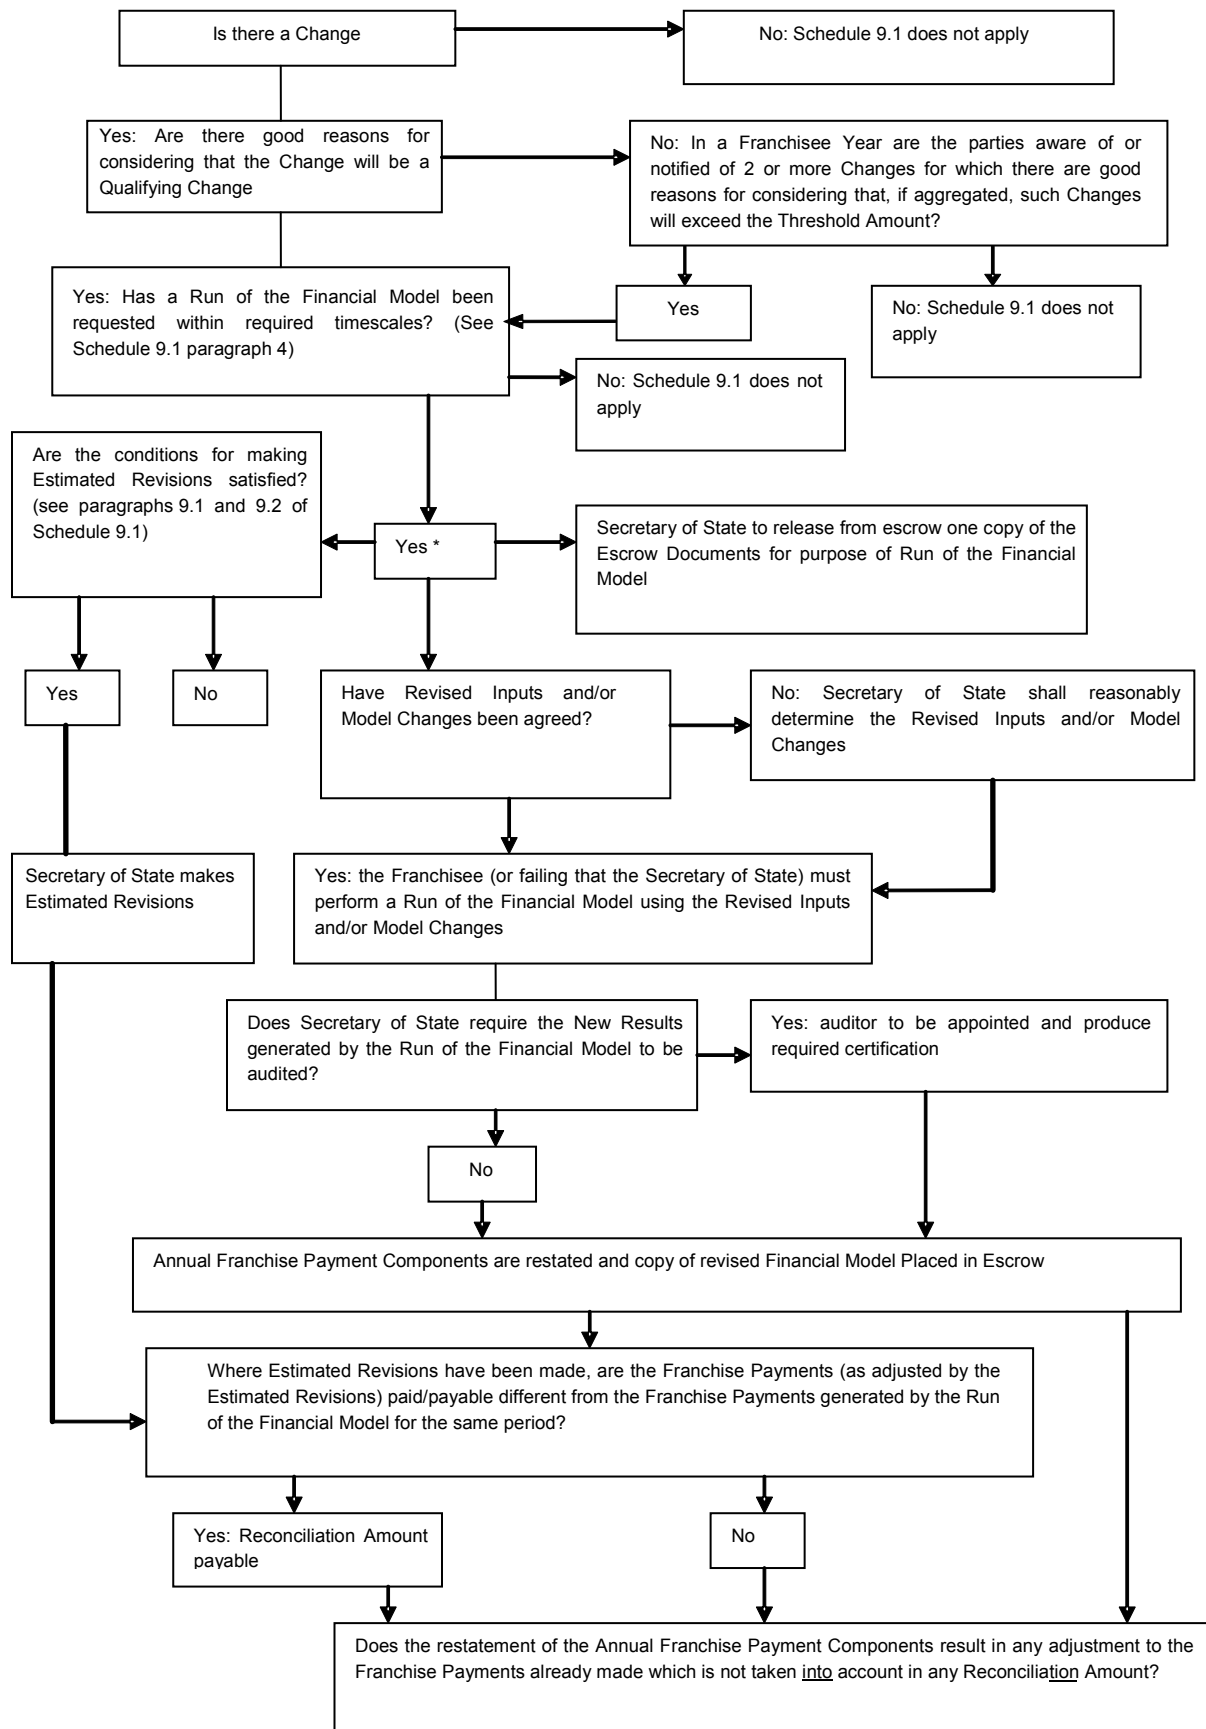 Is there a Change
No: Schedule 9.1 does not apply
Yes: Are there good reasons for
considering that the Change will be a
Qualifying Change
No: In a Franchisee Year are the parties aware of or
notified of 2 or more Changes for which there are good
reasons for considering that, if aggregated, such Changes
will exceed the Threshold Amount?
Yes: Has a Run of the Financial Model been
requested within required timescales? (See
Schedule 9.1 paragraph 4)
Yes
No: Schedule 9.1 does not
apply
No: Schedule 9.1 does not
apply
Are the conditions for making
Estimated Revisions satisfied?
(see paragraphs 9.1 and 9.2 of
Schedule 9.1)
Yes *
Secretary of State to release from escrow one copy of the
Escrow Documents for purpose of Run of the Financial
Model
Yes
No
Have Revised Inputs and/or
Model Changes been agreed?
No: Secretary of State shall reasonably
determine the Revised Inputs and/or Model
Changes
Secretary of State makes
Estimated Revisions
Yes: the Franchisee (or failing that the Secretary of State) must
perform a Run of the Financial Model using the Revised Inputs
and/or Model Changes
Does Secretary of State require the New Results
generated by the Run of the Financial Model to be
audited?
Yes: auditor to be appointed and produce
required certification
No
Annual Franchise Payment Components are restated and copy of revised Financial Model Placed in Escrow
Where Estimated Revisions have been made, are the Franchise Payments (as adjusted by the
Estimated Revisions) paid/payable different from the Franchise Payments generated by the Run
of the Financial Model for the same period?
Yes: Reconciliation Amount
payable
No
Does the restatement of the Annual Franchise Payment Components result in any adjustment to the
Franchise Payments already made which is not taken into account in any Reconciliation Amount?